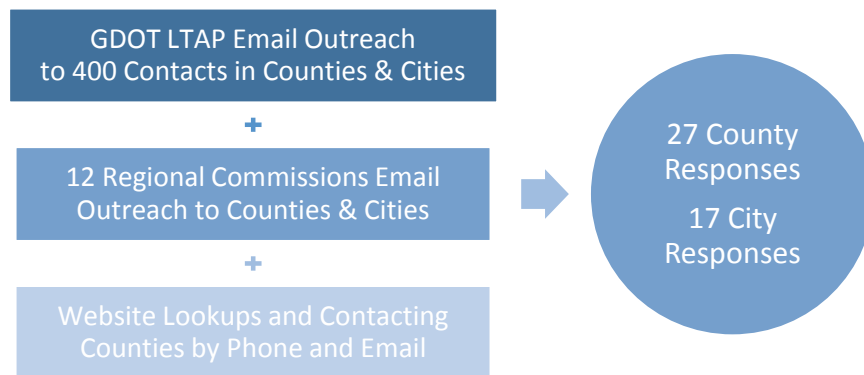 GDOT LTAP Email Outreach
to 400 Contacts in Counties & Cities
+
12 Regional Commissions Email
Outreach to Counties & Cities
+
Website Lookups and Contacting
Counties by Phone and Email
27 County
Responses
17 City
Responses